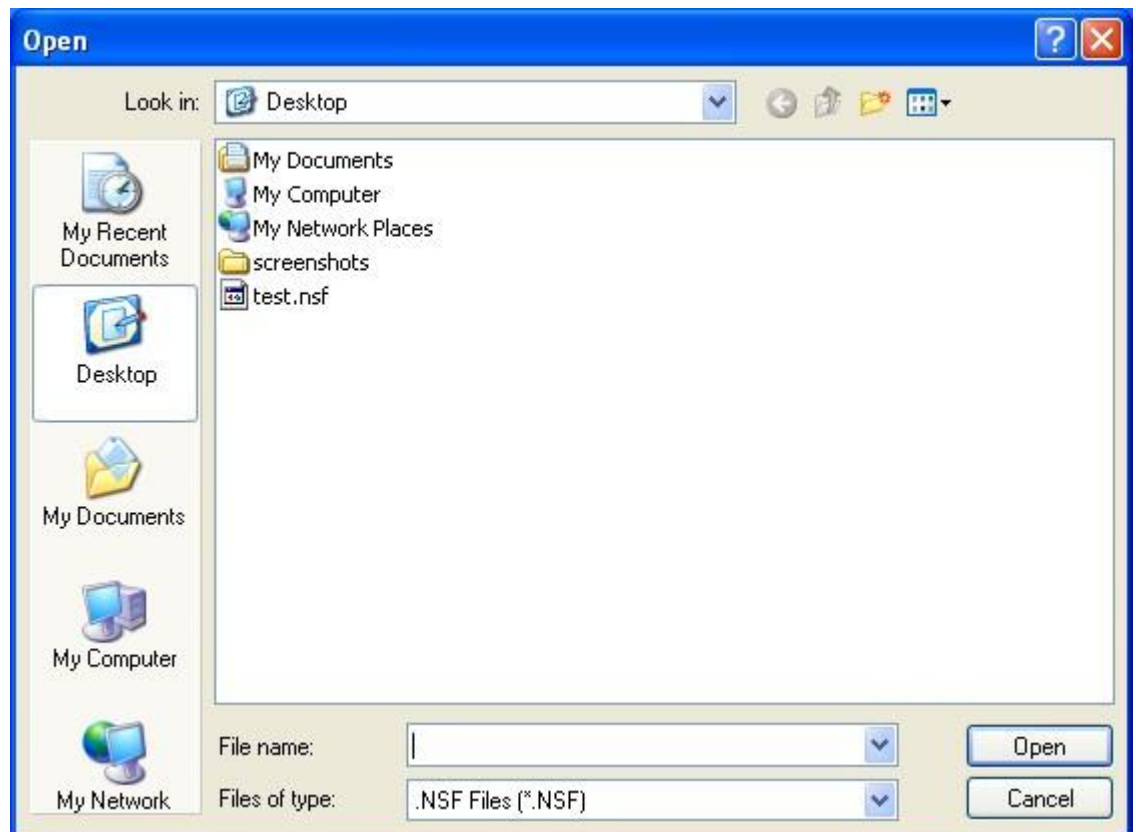 Open
Look in:
Desktop
My Recent
Documents
Desktop
My Documents
My Computer
My Network
My Documents
My Computer
My Network Places
screenshots
test.nsf
File name:
Open
Files of type:
.NSF Files (*.NSF)
Cancel